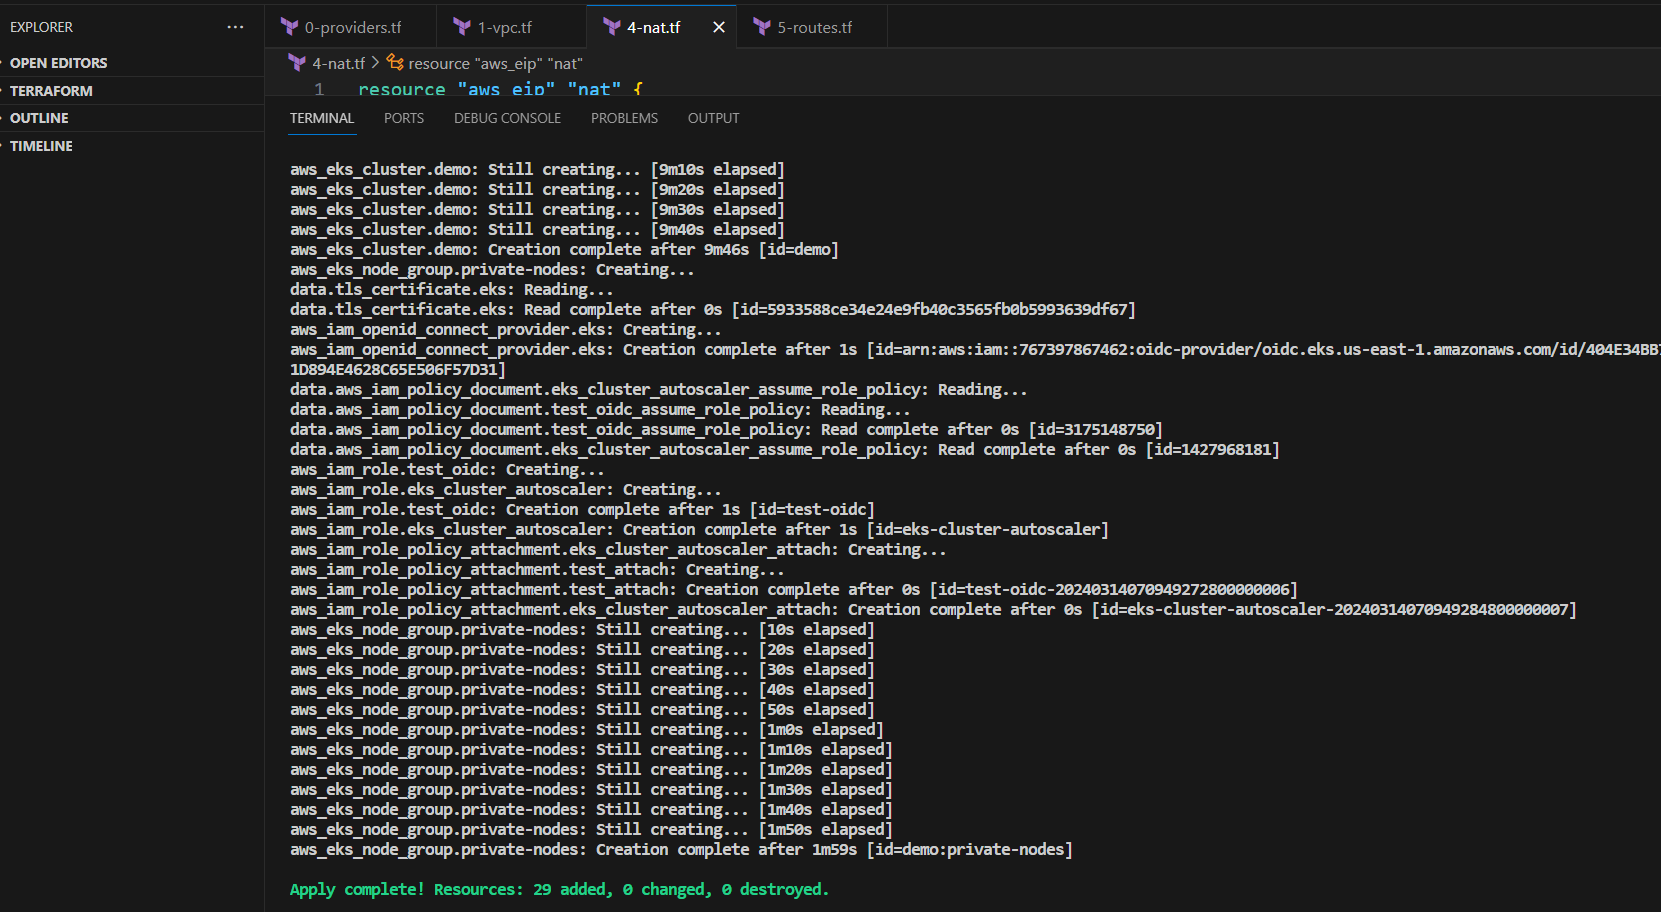 EXPLORER ...
0-providers.tf 1-vpc.tf 4-nat.tf 5-routes.tf
OPEN EDITORS
TERRAFORM
OUTLINE
TIMELINE
4-nat.tf > resource "aws_eip" "nat"
1 resource "aws_eip" "nat" {
TERMINAL PORTS DEBUG CONSOLE PROBLEMS OUTPUT
aws_eks_cluster.demo: Still creating... [9m10s elapsed]
aws_eks_cluster.demo: Still creating... [9m20s elapsed]
aws_eks_cluster.demo: Still creating... [9m30s elapsed]
aws_eks_cluster.demo: Still creating... [9m40s elapsed]
aws_eks_cluster.demo: Creation complete after 9m46s [id=demo]
aws_eks_node_group.private-nodes: Creating...
data.tls_certificate.eks: Reading...
data.tls_certificate.eks: Read complete after 0s [id=5933588ce34e24e9fb40c3565fb0b5993639df67]
aws_iam_openid_connect_provider.eks: Creating...
aws_iam_openid_connect_provider.eks: Creation complete after 1s [id=arn:aws:iam::767397867462:oidc-provider/oidc.eks.us-east-1.amazonaws.com/id/404E34BB
1D894E4628C65E506F57D31]
data.aws_iam_policy_document.eks_cluster_autoscaler_assume_role_policy: Reading...
data.aws_iam_policy_document.test_oidc_assume_role_policy: Reading...
data.aws_iam_policy_document.test_oidc_assume_role_policy: Read complete after 0s [id=3175148750]
data.aws_iam_policy_document.eks_cluster_autoscaler_assume_role_policy: Read complete after 0s [id=1427968181]
aws_iam_role.test_oidc: Creating...
aws_iam_role.eks_cluster_autoscaler: Creating...
aws_iam_role.test_oidc: Creation complete after 1s [id=test-oidc]
aws_iam_role.eks_cluster_autoscaler: Creation complete after 1s [id=eks-cluster-autoscaler]
aws_iam_role_policy_attachment.eks_cluster_autoscaler_attach: Creating...
aws_iam_role_policy_attachment.test_attach: Creating...
aws_iam_role_policy_attachment.test_attach: Creation complete after 0s [id=test-oidc-20240314070949272800000006]
aws_iam_role_policy_attachment.eks_cluster_autoscaler_attach: Creation complete after 0s [id=eks-cluster-autoscaler-20240314070949284800000007]
aws_eks_node_group.private-nodes: Still creating... [10s elapsed]
aws_eks_node_group.private-nodes: Still creating... [20s elapsed]
aws_eks_node_group.private-nodes: Still creating... [30s elapsed]
aws_eks_node_group.private-nodes: Still creating... [40s elapsed]
aws_eks_node_group.private-nodes: Still creating... [50s elapsed]
aws_eks_node_group.private-nodes: Still creating... [1m0s elapsed]
aws_eks_node_group.private-nodes: Still creating... [1m10s elapsed]
aws_eks_node_group.private-nodes: Still creating... [1m20s elapsed]
aws_eks_node_group.private-nodes: Still creating... [1m30s elapsed]
aws_eks_node_group.private-nodes: Still creating... [1m40s elapsed]
aws_eks_node_group.private-nodes: Still creating... [1m50s elapsed]
aws_eks_node_group.private-nodes: Creation complete after 1m59s [id=demo:private-nodes]
Apply complete! Resources: 29 added, 0 changed, 0 destroyed.